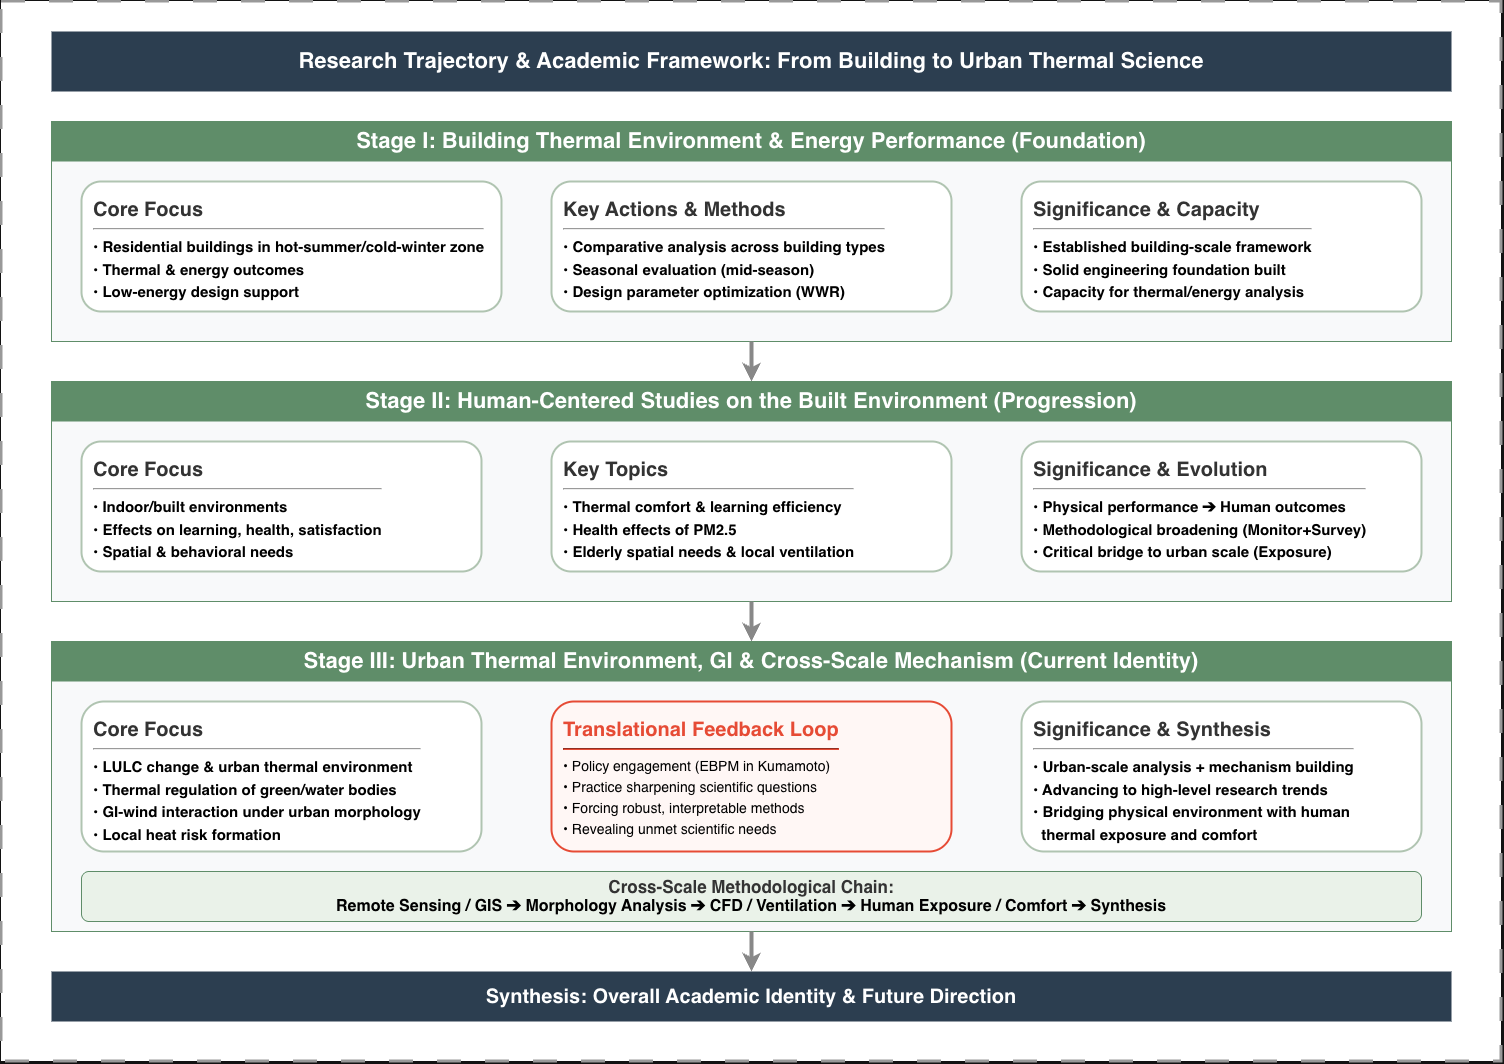 Research Trajectory & Academic Framework: From Building to Urban Thermal Science
Stage I: Building Thermal Environment & Energy Performance (Foundation)
Core Focus
· Residential buildings in hot-summer/cold-winter zone
· Thermal & energy outcomes
· Low-energy design support
Key Actions & Methods
· Comparative analysis across building types
· Seasonal evaluation (mid-season)
· Design parameter optimization (WWR)
Significance & Capacity
· Established building-scale framework
· Solid engineering foundation built
· Capacity for thermal/energy analysis
Stage II: Human-Centered Studies on the Built Environment (Progression)
Core Focus
· Indoor/built environments
· Effects on learning, health, satisfaction
· Spatial & behavioral needs
Key Topics
· Thermal comfort & learning efficiency
· Health effects of PM2.5
· Elderly spatial needs & local ventilation
Significance & Evolution
· Physical performance ➔ Human outcomes
· Methodological broadening (Monitor+Survey)
· Critical bridge to urban scale (Exposure)
Stage III: Urban Thermal Environment, GI & Cross-Scale Mechanism (Current Identity)
Core Focus
· LULC change & urban thermal environment
· Thermal regulation of green/water bodies
· GI-wind interaction under urban morphology
· Local heat risk formation
Translational Feedback Loop
· Policy engagement (EBPM in Kumamoto)
· Practice sharpening scientific questions
· Forcing robust, interpretable methods
· Revealing unmet scientific needs
Significance & Synthesis
· Urban-scale analysis + mechanism building
· Advancing to high-level research trends
· Bridging physical environment with human
thermal exposure and comfort
Cross-Scale Methodological Chain:
Remote Sensing / GIS ➔ Morphology Analysis ➔ CFD / Ventilation ➔ Human Exposure / Comfort ➔ Synthesis
Synthesis: Overall Academic Identity & Future Direction